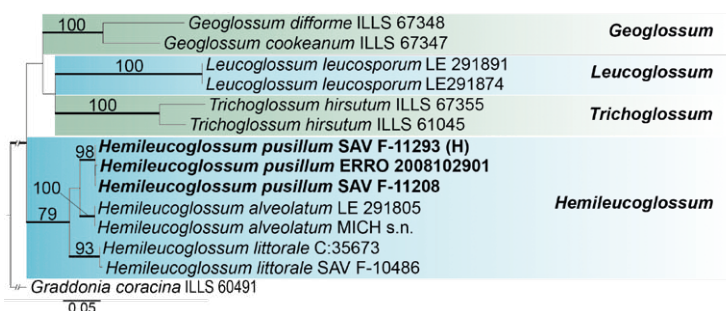 100
Geoglossum difforme ILLS 67348
Geoglossum cookeanum ILLS 67347
Geoglossum
100
Leucoglossum leucosporum LE 291891
Leucoglossum leucosporum LE291874
Leucoglossum
100
Trichoglossum hirsutum ILLS 67355
Trichoglossum hirsutum ILLS 61045
Trichoglossum
98
Hemileucoglossum pusillum SAV F-11293 (H)
Hemileucoglossum pusillum ERRO 2008102901
Hemileucoglossum pusillum SAV F-11208
100
Hemileucoglossum alveolatum LE 291805
Hemileucoglossum alveolatum MICH s.n.
79
Hemileucoglossum
93
Hemileucoglossum littorale C:35673
Hemileucoglossum littorale SAV F-10486
Graddonia coracina ILLS 60491
0.05